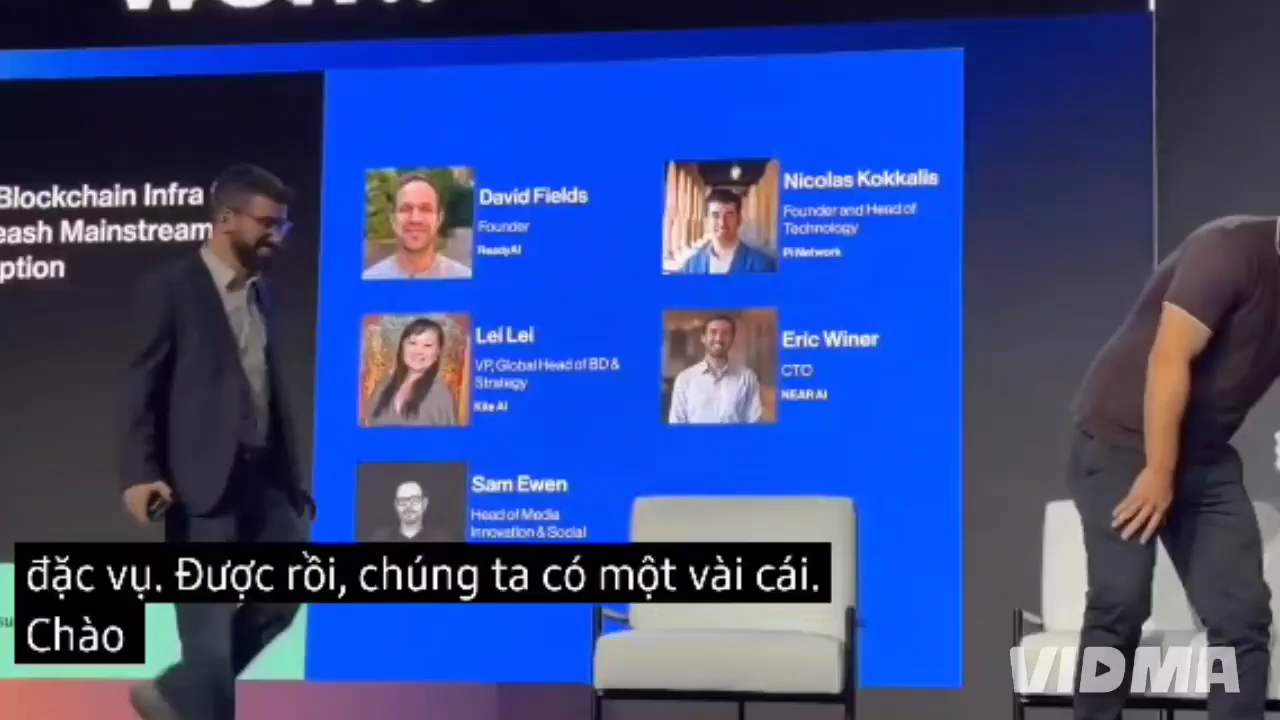 Blockchain Infra
eash Mainstream
ption
David Fields
Founder
ReadyAI
Nicolas Kokkalis
Founder and Head of
Technology
Pi Network
Lei Lei
VP, Global Head of BD &
Strategy
Kite AI
Eric Winer
CTO
NEAR AI
Sam Ewen
Head of Media
Innovation & Social
đặc vụ. Được rồi, chúng ta có một vài cái.
Chào
VIDMA